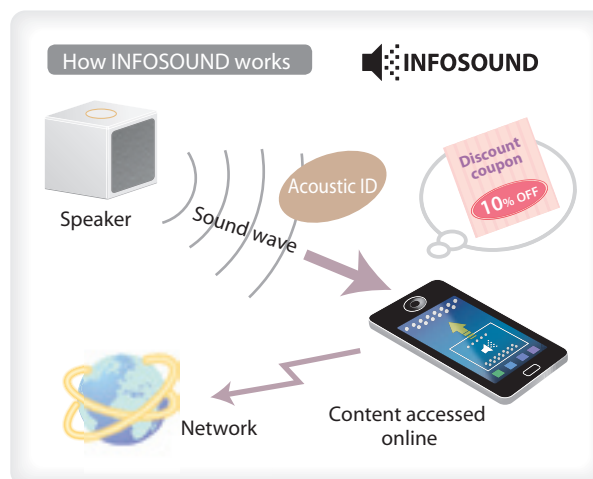 How INFOSOUND works
INFOSOUND
Discount
coupon
10% OFF
Acoustic ID
Speaker
Sound wave
Network
Content accessed
online